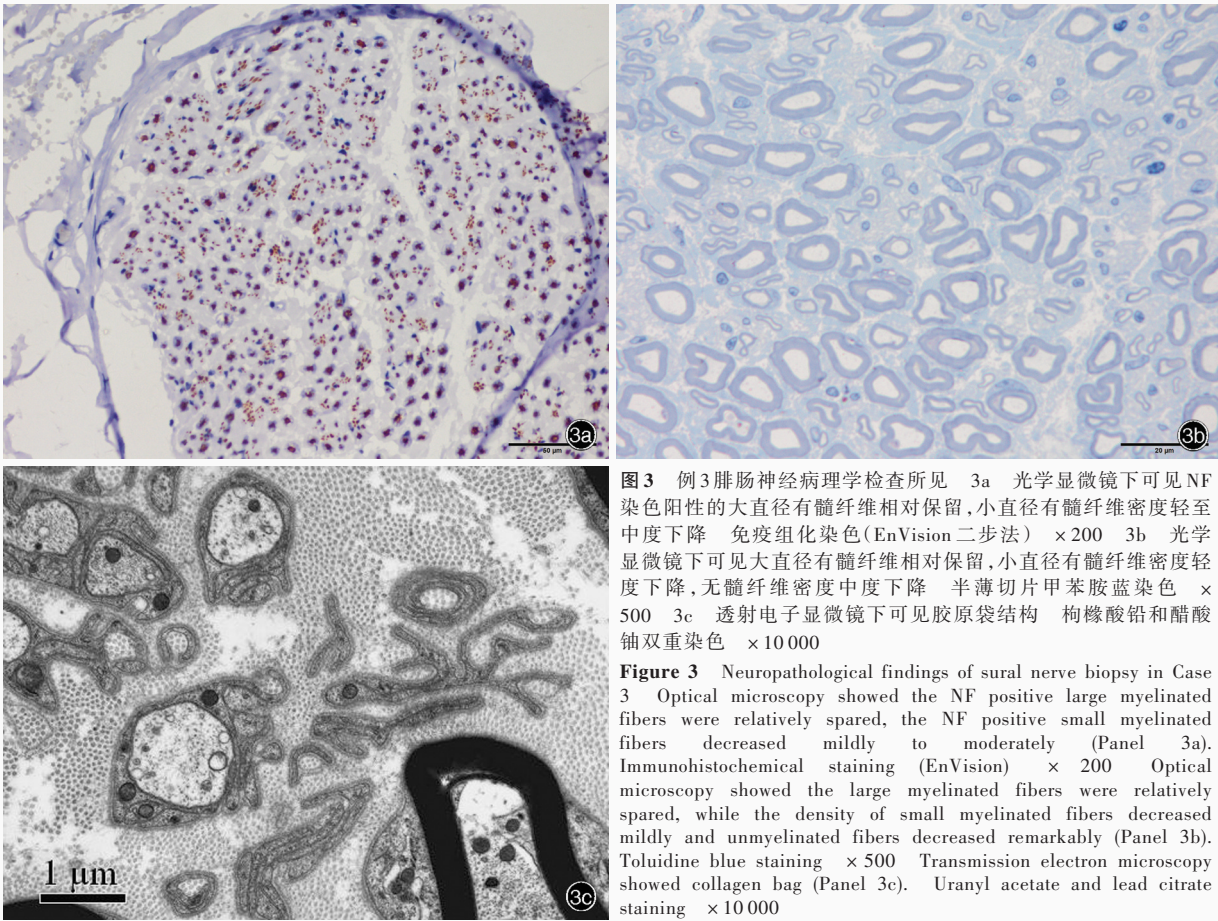 3a
50 μm
3b
20 μm
1 μm
3c
图3 例3腓肠神经病理学检查所见 3a 光学显微镜下可见NF
染色阳性的大直径有髓纤维相对保留,小直径有髓纤维密度轻至
中度下降 免疫组化染色(EnVision二步法) ×200 3b 光学
显微镜下可见大直径有髓纤维相对保留,小直径有髓纤维密度轻
度下降,无髓纤维密度中度下降 半薄切片甲苯胺蓝染色 ×
500 3c 透射电子显微镜下可见胶原袋结构 枸橼酸铅和醋酸
铀双重染色 ×10 000
Figure 3 Neuropathological findings of sural nerve biopsy in Case
3 Optical microscopy showed the NF positive large myelinated
fibers were relatively spared, the NF positive small myelinated
fibers decreased mildly to moderately (Panel 3a).
Immunohistochemical staining (EnVision) × 200 Optical
microscopy showed the large myelinated fibers were relatively
spared, while the density of small myelinated fibers decreased
mildly and unmyelinated fibers decreased remarkably (Panel 3b).
Toluidine blue staining × 500 Transmission electron microscopy
showed collagen bag (Panel 3c). Uranyl acetate and lead citrate
staining × 10 000